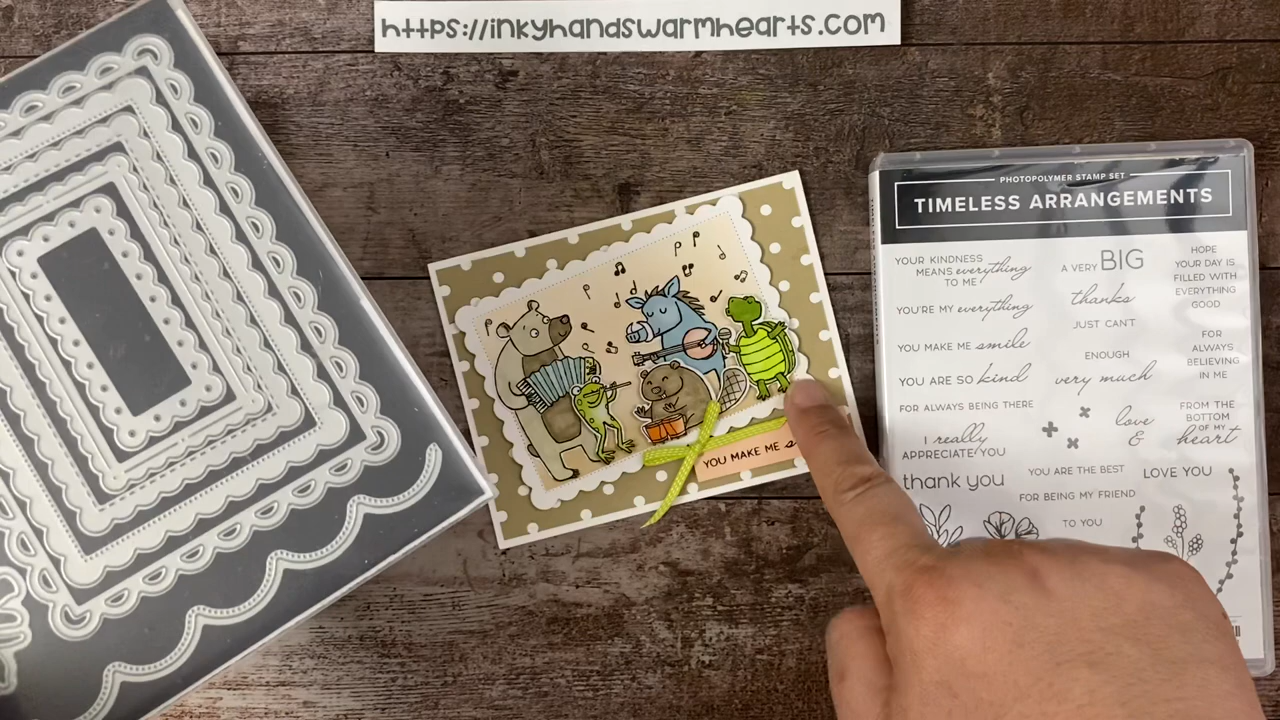 https://inkyhandswarmhearts.com
YOU MAKE ME
PHOTOPOLYMER STAMP SET
TIMELESS ARRANGEMENTS
YOUR KINDNESS
MEANS everything
TO ME
YOU'RE MY everything
YOU MAKE ME smile
YOU ARE SO kind
FOR ALWAYS BEING THERE
I really
APPRECIATE YOU
thank you
A VERY BIG
thanks
JUST CAN'T
ENOUGH
very much
love
&
YOU ARE THE BEST
FOR BEING MY FRIEND
TO YOU
HOPE
YOUR DAY IS
FILLED WITH
EVERYTHING
GOOD
FOR
ALWAYS
BELIEVING
IN ME
FROM THE
BOTTOM
OF MY
heart
LOVE YOU